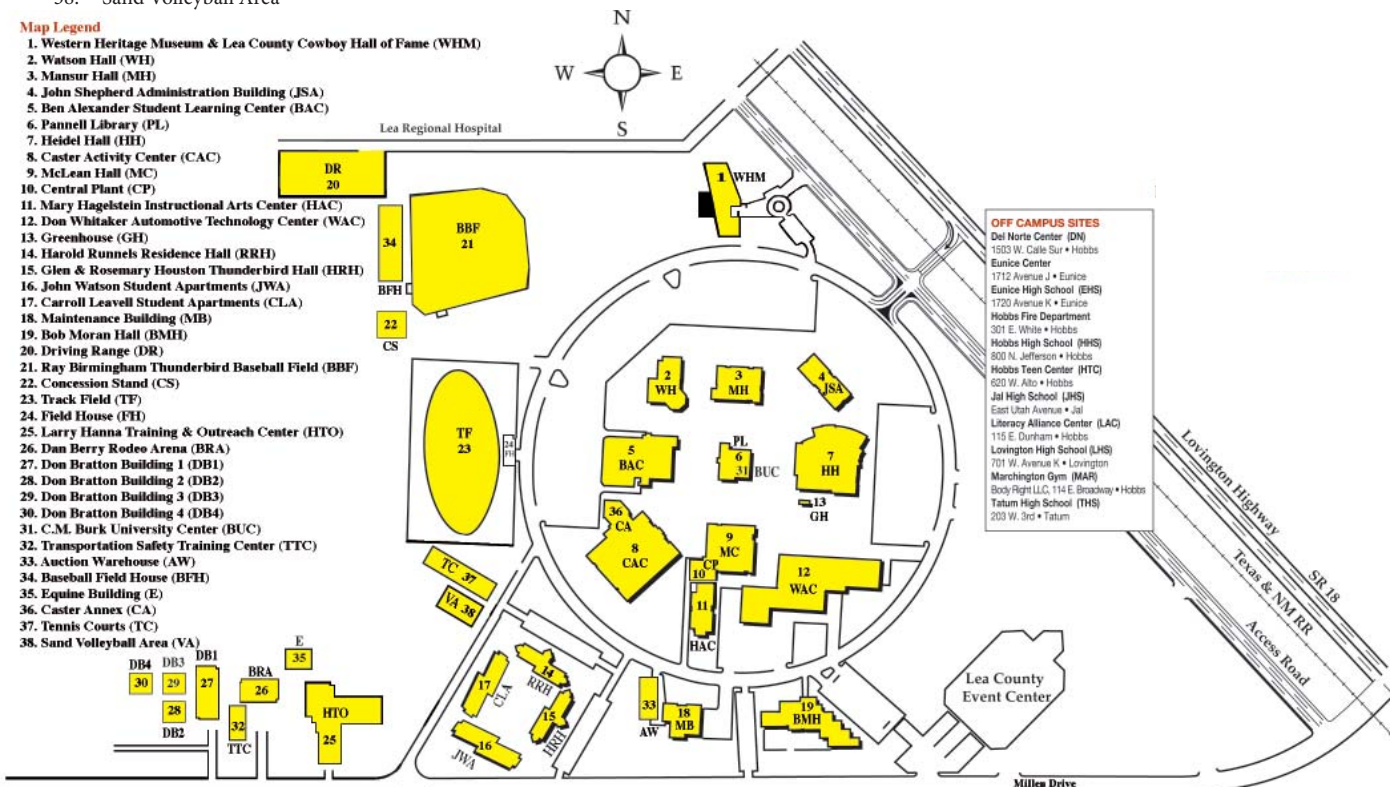 38. Sand Volleyball Area
Map Legend
1. Western Heritage Museum & Lea County Cowboy Hall of Fame (WHM)
2. Watson Hall (WH)
3. Mansur Hall (MH)
4. John Shepherd Administration Building (JSA)
5. Ben Alexander Student Learning Center (BAC)
6. Pannell Library (PL)
7. Heidel Hall (HH)
8. Caster Activity Center (CAC)
9. McLean Hall (MC)
10. Central Plant (CP)
11. Mary Hagelstein Instructional Arts Center (HAC)
12. Don Whitaker Automotive Technology Center (WAC)
13. Greenhouse (GH)
14. Harold Runnels Residence Hall (RRH)
15. Glen & Rosemary Houston Thunderbird Hall (HRH)
16. John Watson Student Apartments (JWA)
17. Carroll Leavell Student Apartments (CLA)
18. Maintenance Building (MB)
19. Bob Moran Hall (BMH)
20. Driving Range (DR)
21. Ray Birmingham Thunderbird Baseball Field (BBF)
22. Concession Stand (CS)
23. Track Field (TF)
24. Field House (FH)
25. Larry Hanna Training & Outreach Center (HTO)
26. Dan Berry Rodeo Arena (BRA)
27. Don Bratton Building 1 (DB1)
28. Don Bratton Building 2 (DB2)
29. Don Bratton Building 3 (DB3)
30. Don Bratton Building 4 (DB4)
31. C.M. Burk University Center (BUC)
32. Transportation Safety Training Center (TTC)
33. Auction Warehouse (AW)
34. Baseball Field House (BFH)
35. Equine Building (E)
36. Caster Annex (CA)
37. Tennis Courts (TC)
38. Sand Volleyball Area (VA)
N
W E
S
Lea Regional Hospital
DR
20
34
BFH
BBF
21
22
CS
1 WHM
2
WH
3
MH
4
JSA
TF
23
24
FH
5
BAC
PL
6
31 BUC
7
HH
13
GH
36
CA
8
CAC
9
MC
CP
10
11
HAC
12
WAC
TC 37
VA 38
OFF CAMPUS SITES
Del Norte Center (DN)
1503 W. Calle Sur • Hobbs
Eunice Center
1712 Avenue J • Eunice
Eunice High School (EHS)
1720 Avenue K • Eunice
Hobbs Fire Department
301 E. White • Hobbs
Hobbs High School (HHS)
800 N. Jefferson • Hobbs
Hobbs Teen Center (HTC)
620 W. Alto • Hobbs
Jal High School (JHS)
East Utah Avenue • Jal
Literacy Alliance Center (LAC)
115 E. Dunham • Hobbs
Lovington High School (LHS)
701 W. Avenue K • Lovington
Marchington Gym (MAR)
Body Right LLC, 114 E. Broadway • Hobbs
Tatum High School (THS)
203 W. 3rd • Tatum
Lovington Highway
SR 18
Texas & NM RR
Access Road
E
35
DB4
30
DB3
29
28
DB2
DB1
27
BRA
26
32
TTC
HTO
25
17
CLA
14
RRH
15
HRH
16
JWA
33
AW
18
MB
19
BMH
Lea County
Event Center
Millen Drive